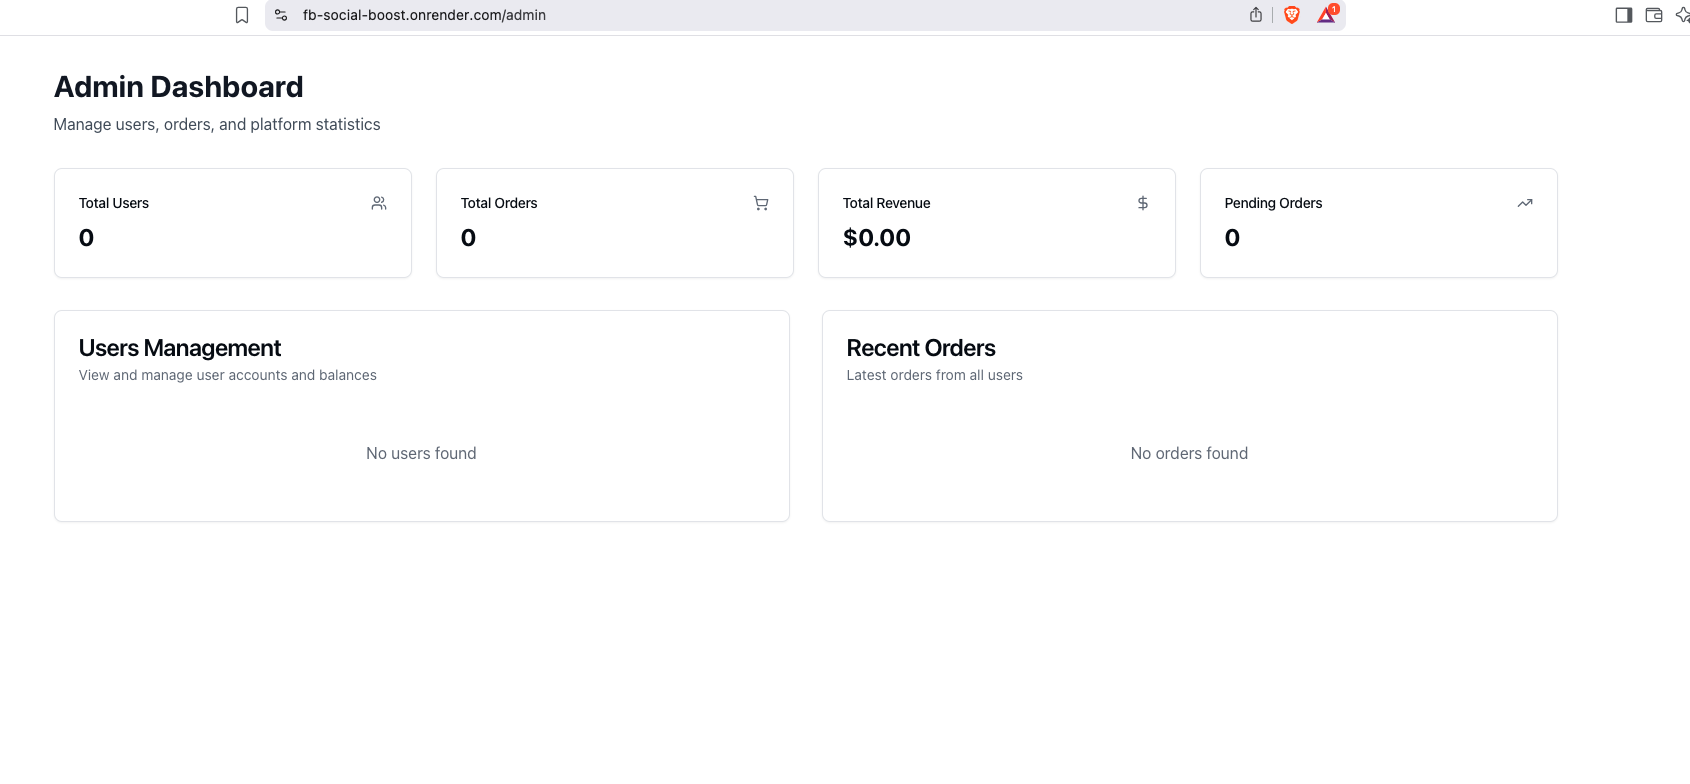 fb-social-boost.onrender.com/admin
1
Admin Dashboard
Manage users, orders, and platform statistics
Total Users
0
Total Orders
0
Total Revenue
$0.00
Pending Orders
0
Users Management
View and manage user accounts and balances
No users found
Recent Orders
Latest orders from all users
No orders found